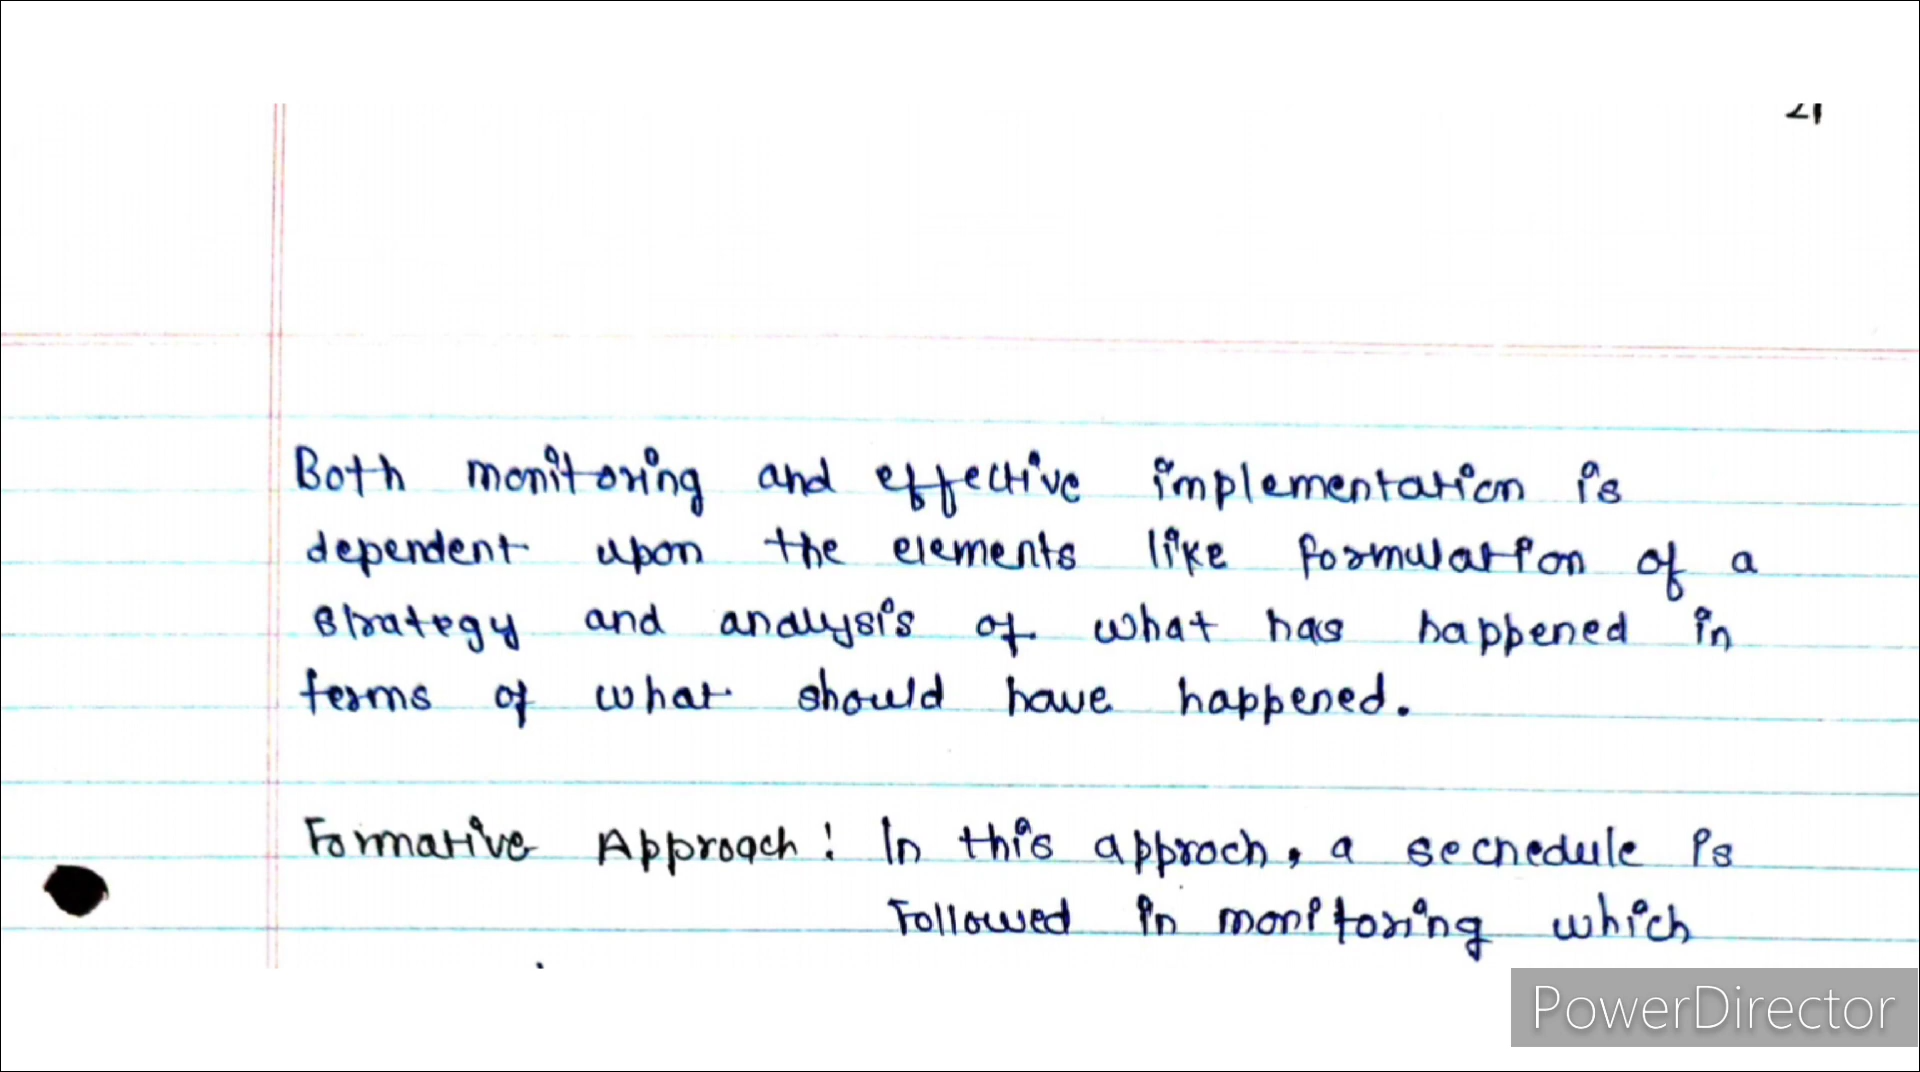 21
Both monitoring and effective implementation is
dependent upon the elements like formulation of a
strategy and analysis of what has happened in
terms of what should have happened.
Formative Approach: In this approch, a secnedule is
Followed in monitoring which
PowerDirector